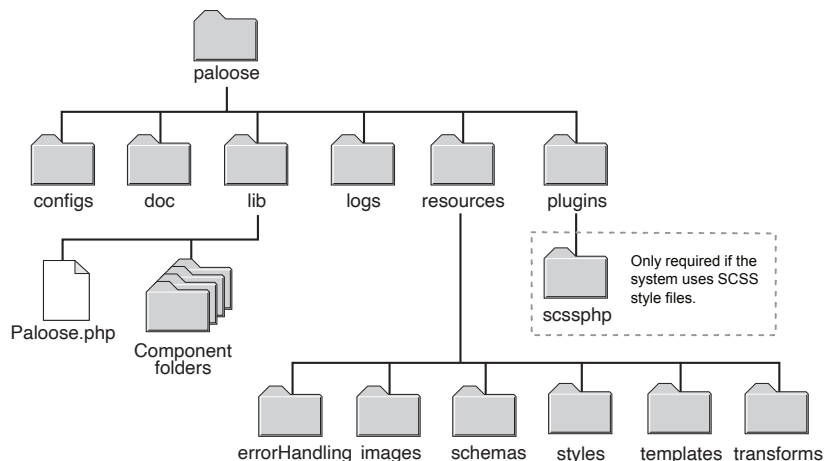 paloose
configs
doc
lib
logs
resources
plugins
Only required if the
system uses SCSS
style files.
scssphp
Paloose.php
Component
folders
errorHandling
images
schemas
styles
templates
transforms